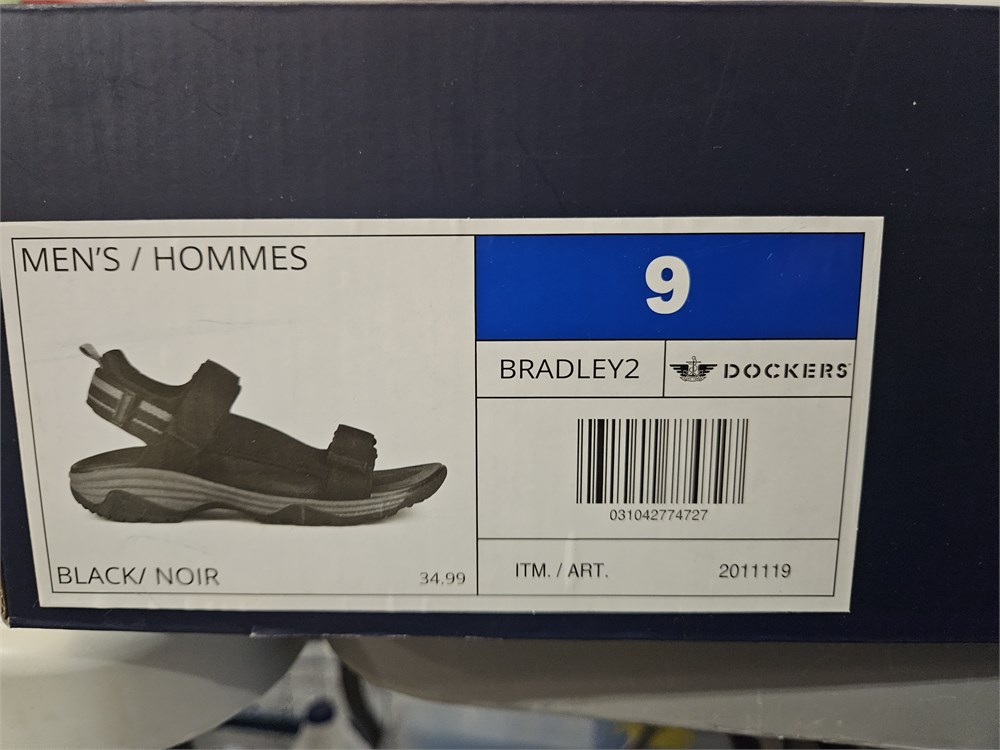 MEN'S / HOMMES
BLACK/ NOIR
34.99
9
BRADLEY2
DOCKERS
031042774727
ITM. / ART.
2011119